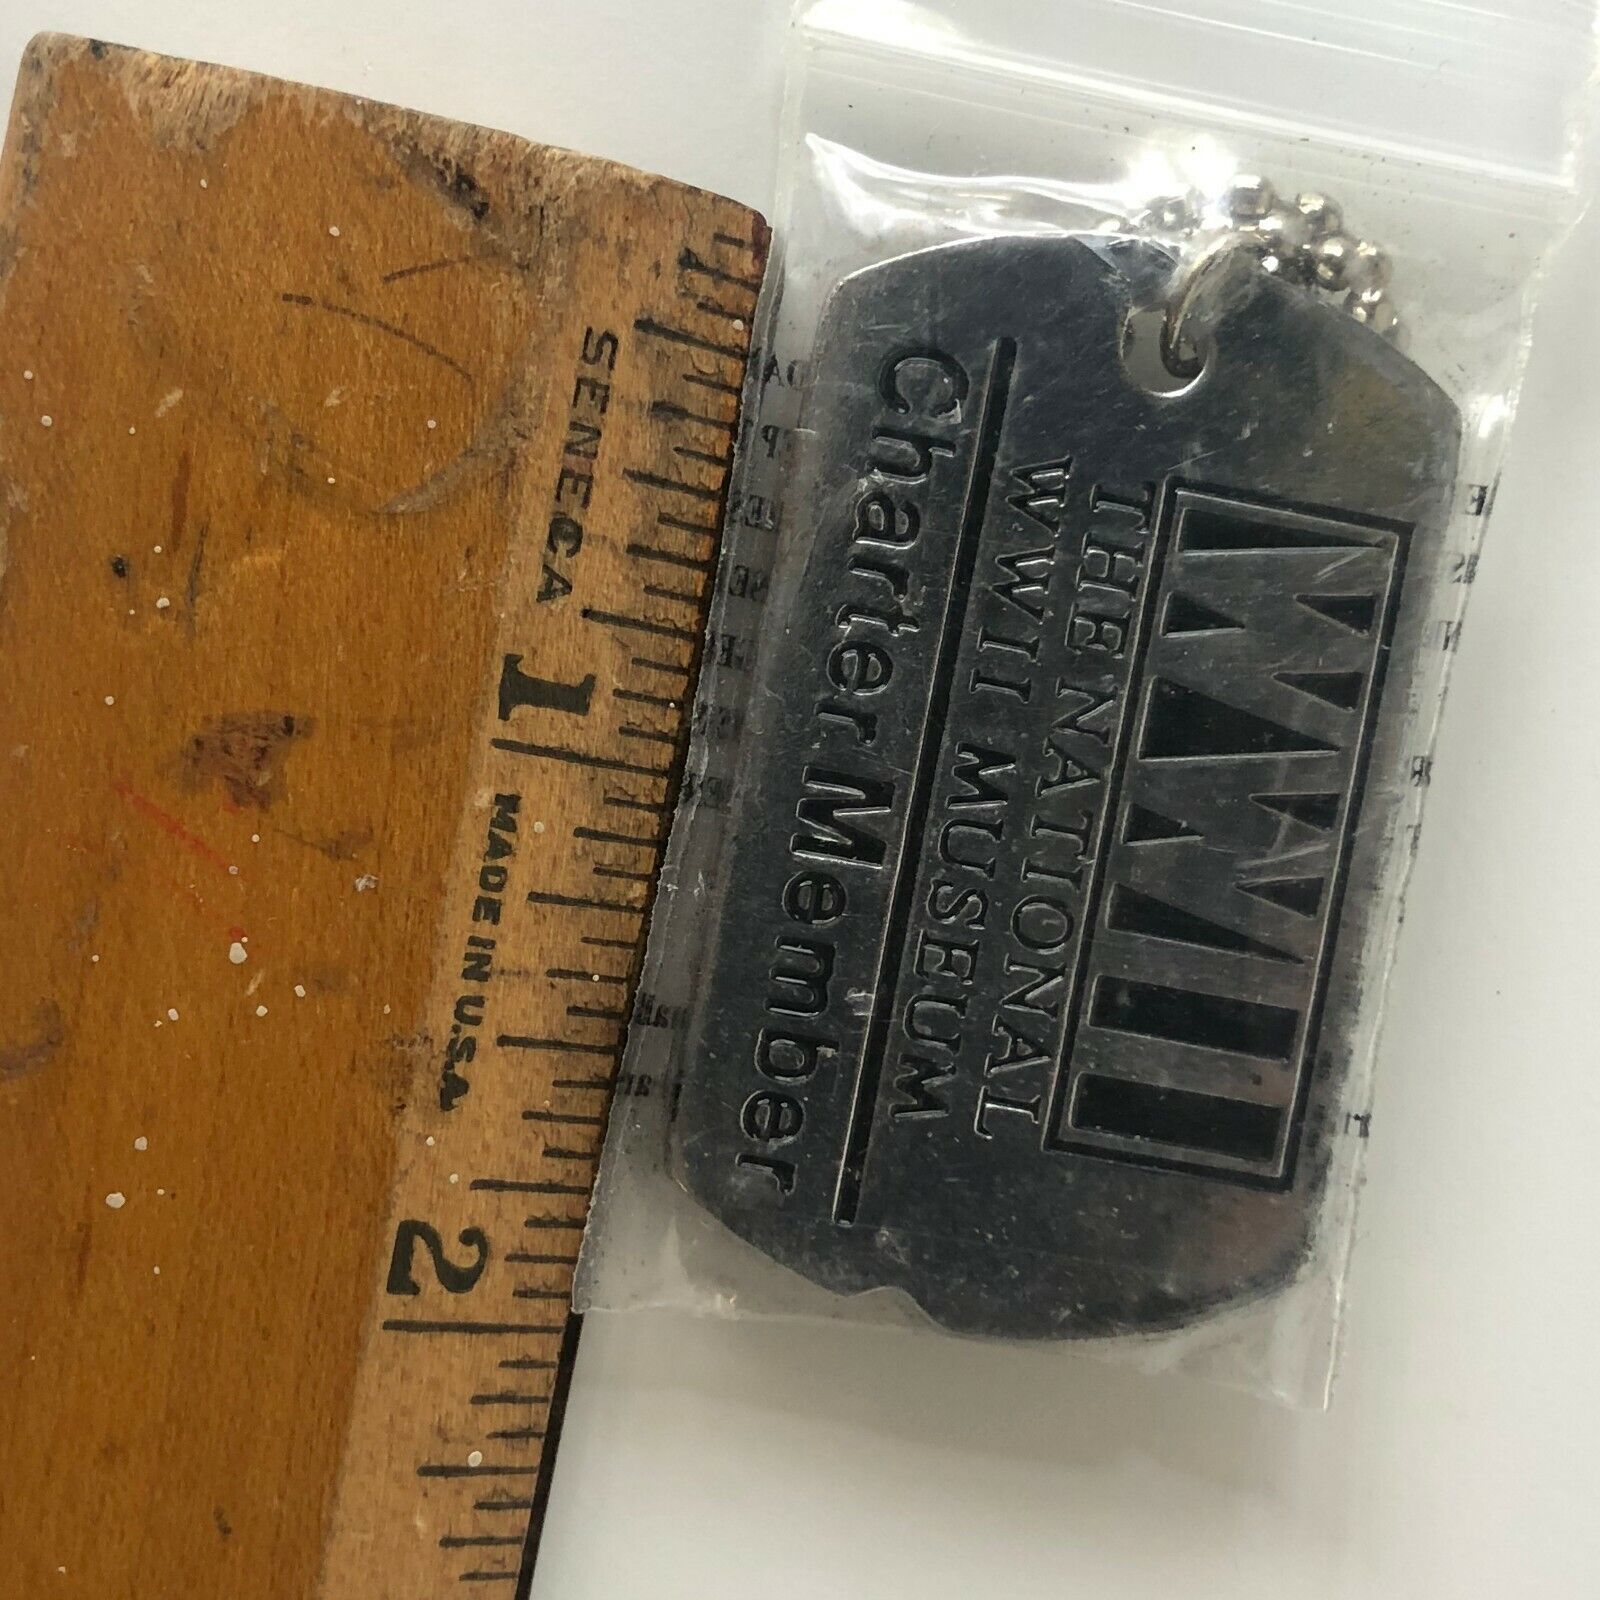 SENECA
1
MADE IN U.S.A
2
WWII
THE NATIONAL
WWII MUSEUM
Charter Member